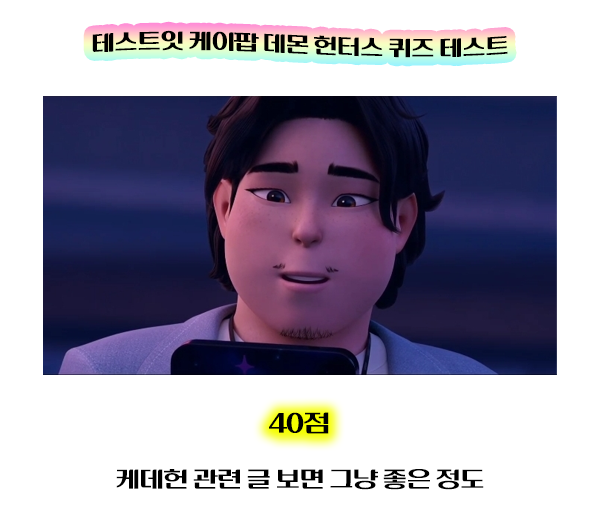 테스트잇 케이팝 데몬 헌터스 퀴즈 테스트
40점
케데헌 관련 글 보면 그냥 좋은 정도